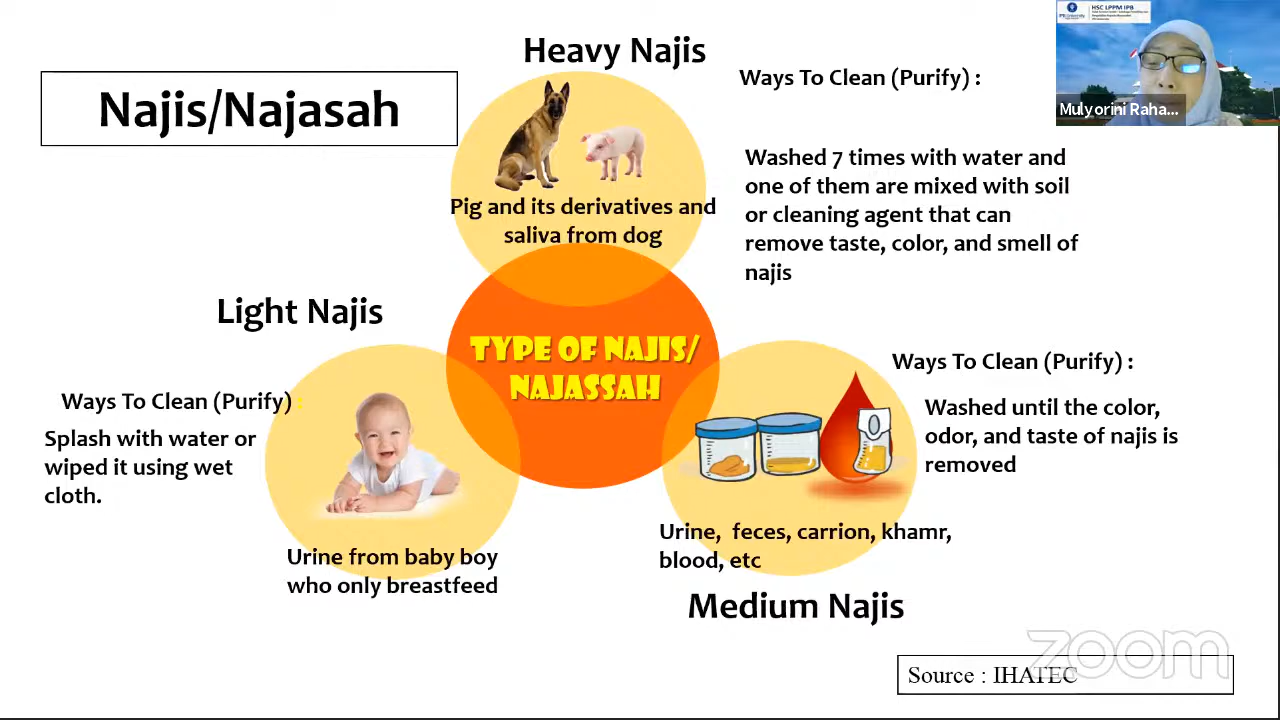 Najis/Najasah
Heavy Najis
Pig and its derivatives and
saliva from dog
Ways To Clean (Purify) :
Washed 7 times with water and
one of them are mixed with soil
or cleaning agent that can
remove taste, color, and smell of
najis
HSC LPPM IPB
Mulyorini Raha...
TYPE OF NAJIS/
NAJASSAH
Light Najis
Ways To Clean (Purify) :
Splash with water or
wiped it using wet
cloth.
Urine from baby boy
who only breastfeed
Ways To Clean (Purify) :
Washed until the color,
odor, and taste of najis is
removed
Urine, feces, carrion, khamr,
blood, etc
Medium Najis
zoom
Source : IHATEC